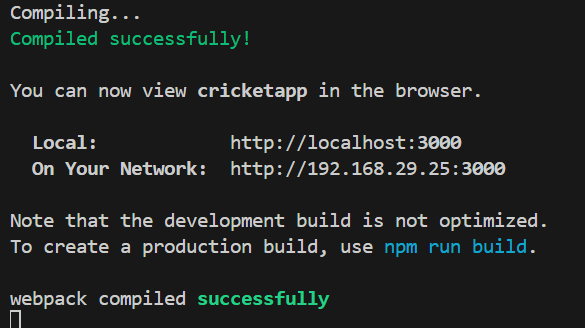 Compiling...
Compiled successfully!
You can now view cricketapp in the browser.
Local: http://localhost:3000
On Your Network: http://192.168.29.25:3000
Note that the development build is not optimized.
To create a production build, use npm run build.
webpack compiled successfully